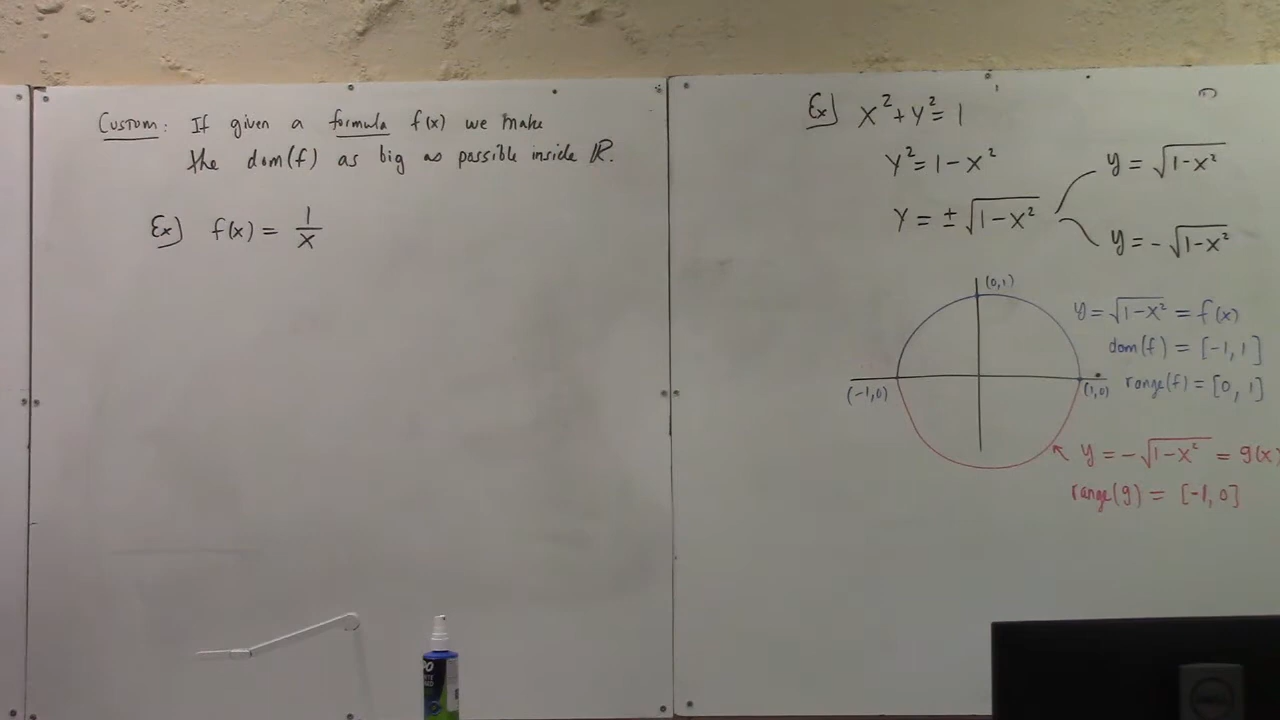 Custom: If given a formula f(x) we make
the dom(f) as big as possible inside ℝ.
Ex) f(x) = 1/x
Ex) x² + y² = 1
y² = 1 - x²
y = ± √(1-x²)
y = √(1-x²)
y = - √(1-x²)
(0,1)
(-1,0)
(1,0)
y = √(1-x²) = f(x)
dom(f) = [-1, 1]
range(f) = [0, 1]
y = - √(1-x²) = g(x)
range(g) = [-1, 0]